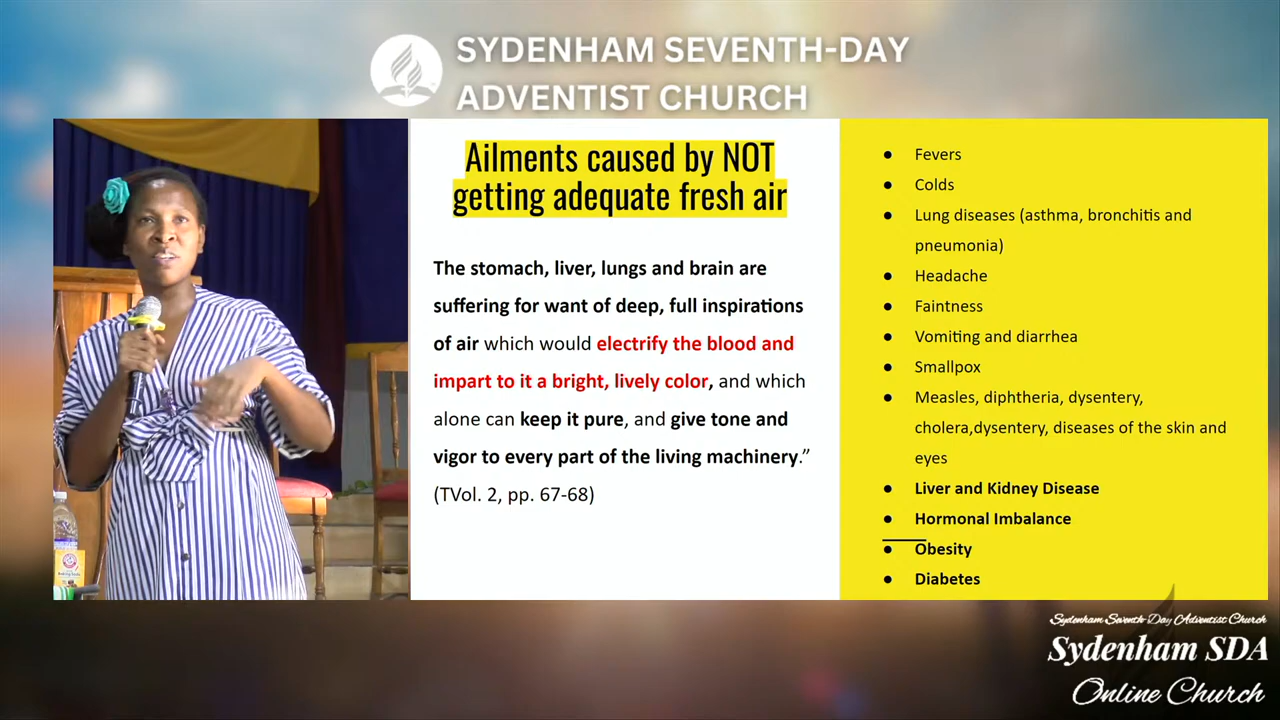 SYDENHAM SEVENTH-DAY
ADVENTIST CHURCH
Ailments caused by NOT
getting adequate fresh air
The stomach, liver, lungs and brain are
suffering for want of deep, full inspirations
of air which would electrify the blood and
impart to it a bright, lively color, and which
alone can keep it pure, and give tone and
vigor to every part of the living machinery.”
(TVol. 2, pp. 67-68)
● Fevers
● Colds
● Lung diseases (asthma, bronchitis and
pneumonia)
● Headache
● Faintness
● Vomiting and diarrhea
● Smallpox
● Measles, diphtheria, dysentery,
cholera,dysentery, diseases of the skin and
eyes
● Liver and Kidney Disease
● Hormonal Imbalance
● Obesity
● Diabetes
Sydenham Seventh-Day Adventist Church
Sydenham SDA
Online Church